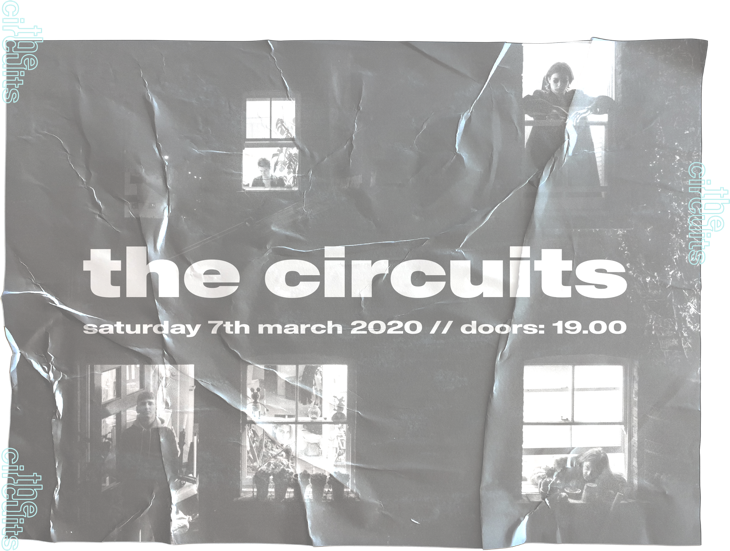 the
circuits
the circuits
saturday 7th march 2020 // doors: 19.00
the
circuits
the
circuits